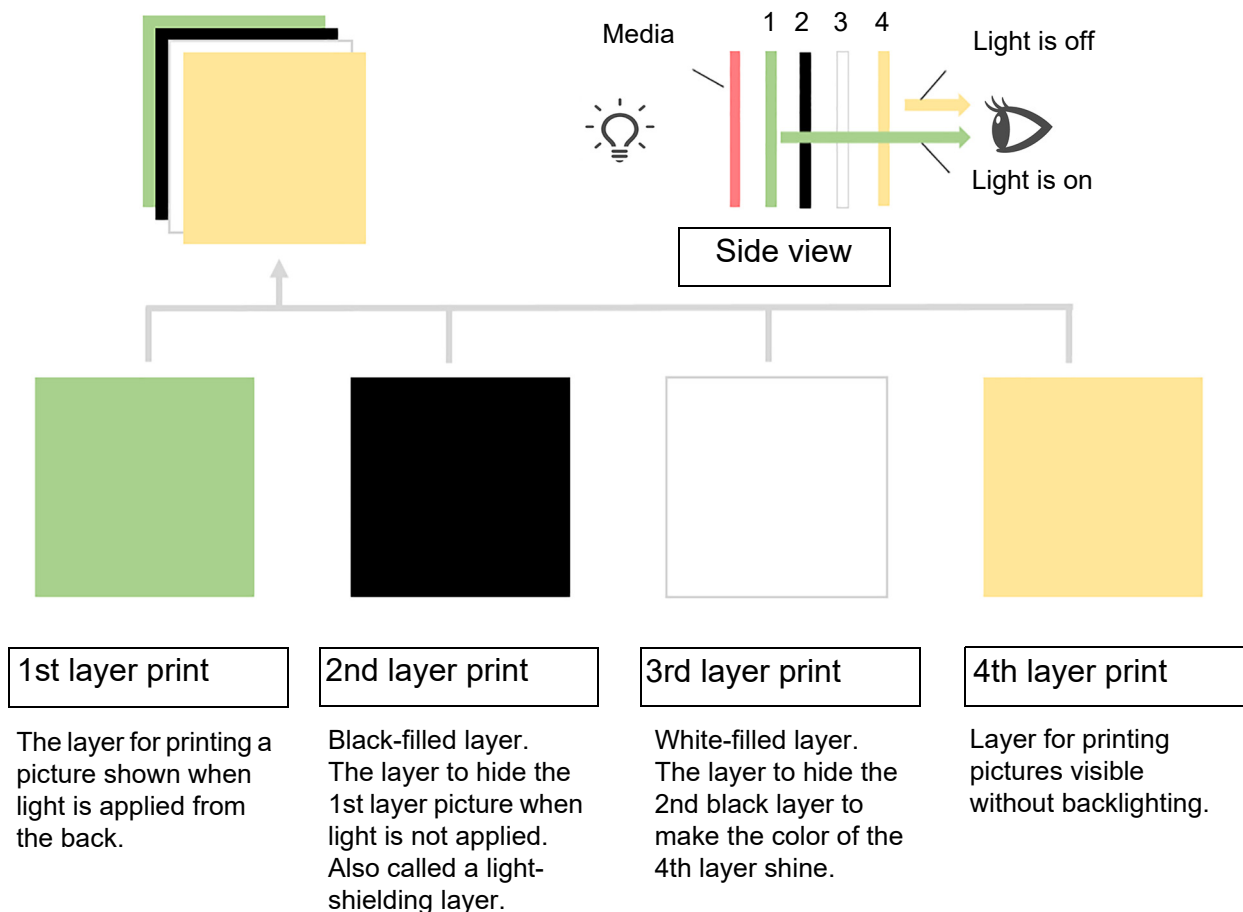 Media
1 2 3 4
Light is off
Light is on
Side view
1st layer print
The layer for printing a
picture shown when
light is applied from
the back.
2nd layer print
Black-filled layer.
The layer to hide the
1st layer picture when
light is not applied.
Also called a light-
shielding layer.
3rd layer print
White-filled layer.
The layer to hide the
2nd black layer to
make the color of the
4th layer shine.
4th layer print
Layer for printing
pictures visible
without backlighting.